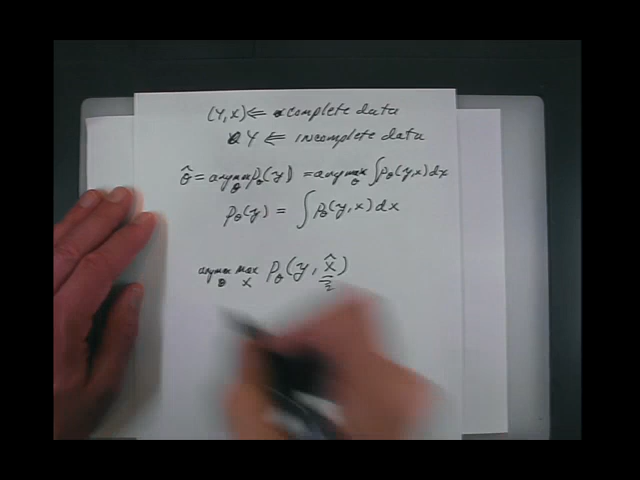 (Y,X) ⇐ complete data
Y ⇐ incomplete data
θ̂ = argmax_θ p_θ(y) = argmax_θ ∫ p_θ(y,x) dx
p_θ(y) = ∫ p_θ(y,x) dx
argmax_θ max_x p_θ(y, x̂)